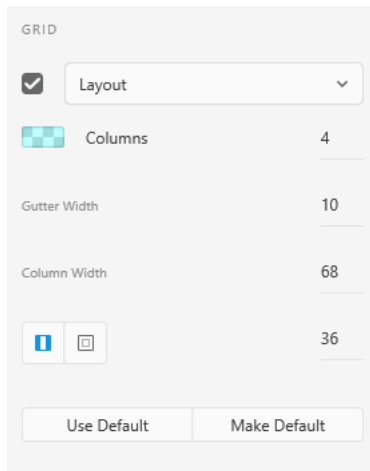 GRID
Layout
Columns 4
Gutter Width 10
Column Width 68
36
Use Default Make Default